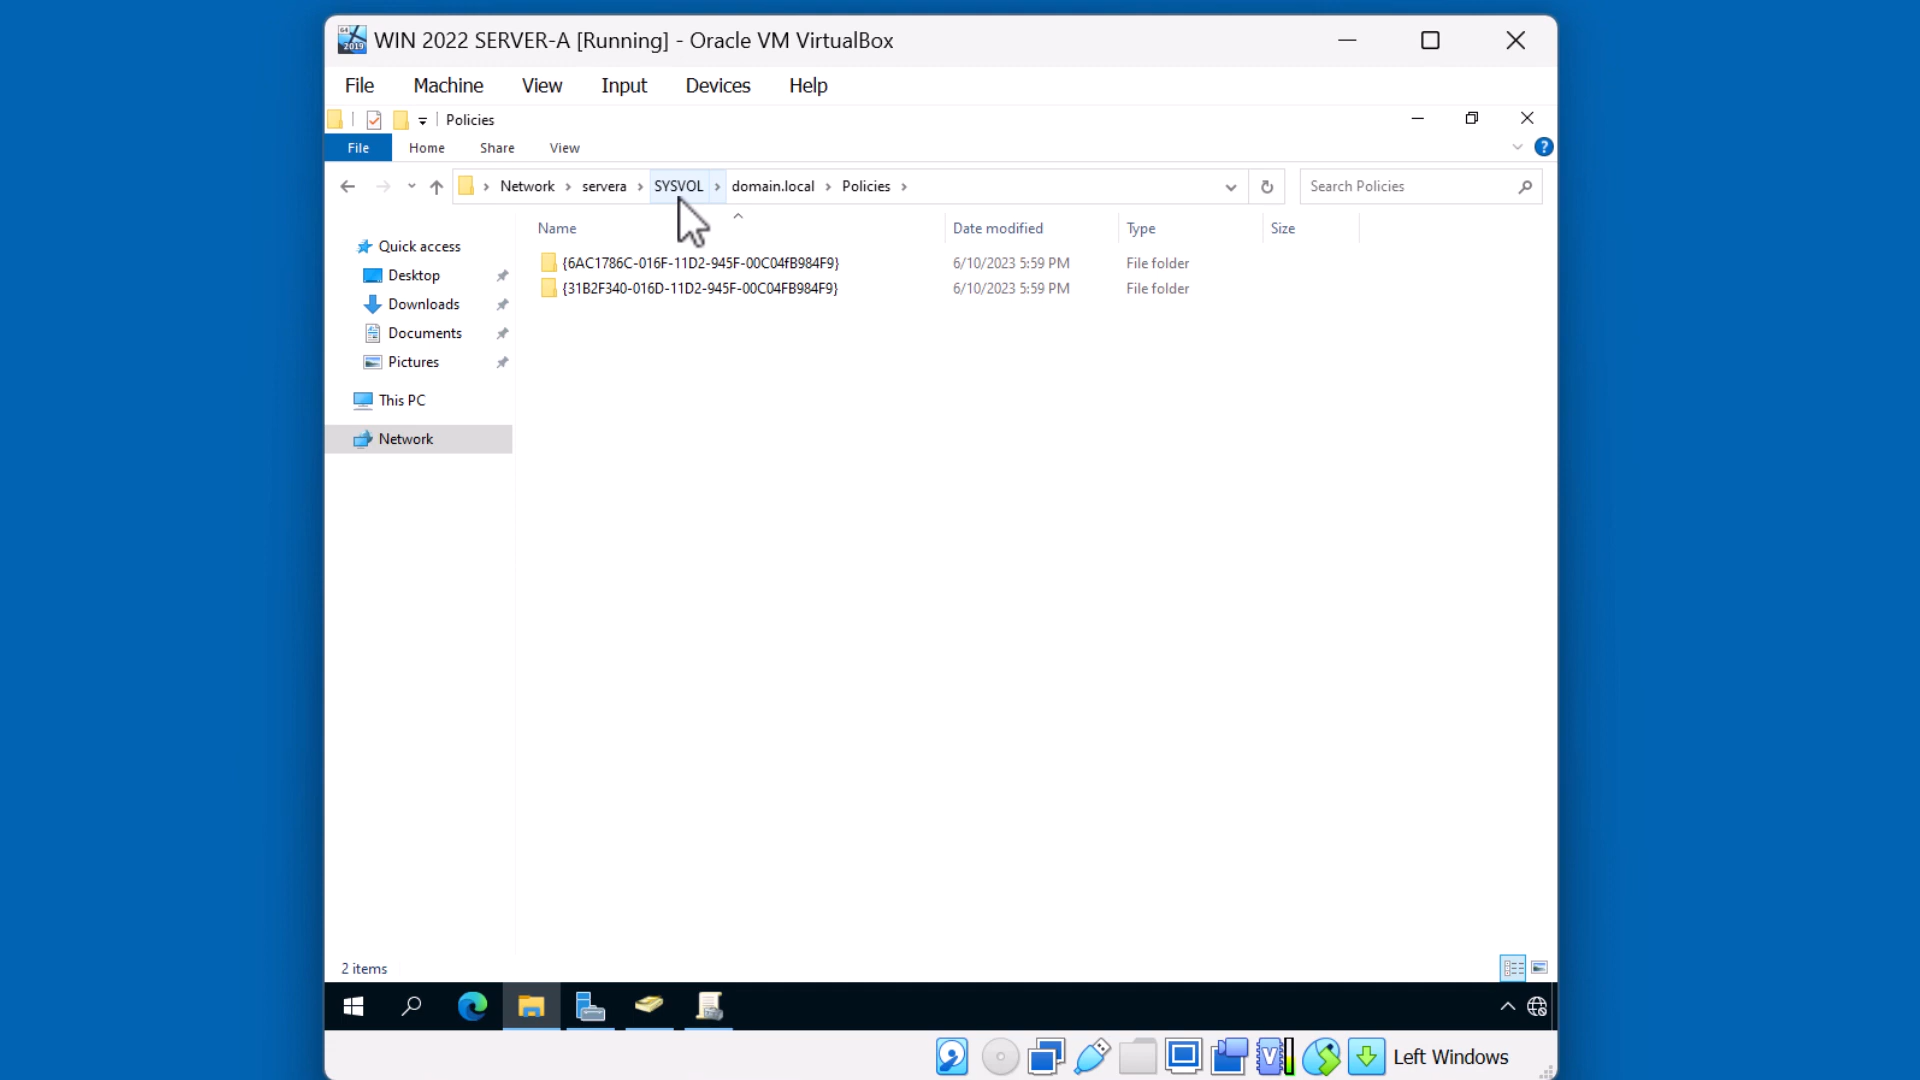 WIN 2022 SERVER-A [Running] - Oracle VM VirtualBox
File Machine View Input Devices Help
Policies
File Home Share View
Network servera SYSVOL domain.local Policies Search Policies
Name Date modified Type Size
Quick access
Desktop
Downloads
Documents
Pictures
This PC
Network
{6AC1786C-016F-11D2-945F-00C04fB984F9} 6/10/2023 5:59 PM File folder
{31B2F340-016D-11D2-945F-00C04FB984F9} 6/10/2023 5:59 PM File folder
2 items
Left Windows